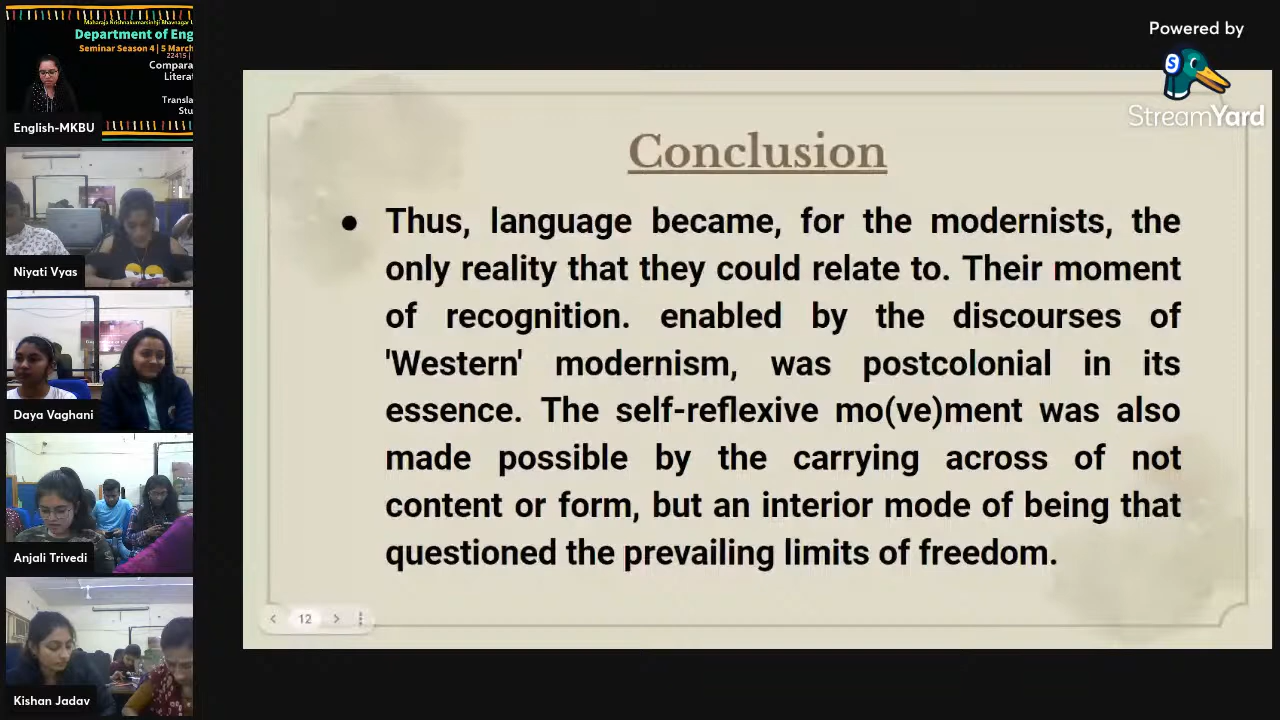 Maharaja Krishnakumarsinhji Bhavnagar U
Department of Eng
Seminar Season 4 | 5 March
22415 |
Compara
Literat
Transla
Stu
English-MKBU
Niyati Vyas
Daya Vaghani
Anjali Trivedi
Kishan Jadav
Powered by
S
StreamYard
Conclusion
● Thus, language became, for the modernists, the
only reality that they could relate to. Their moment
of recognition. enabled by the discourses of
'Western' modernism, was postcolonial in its
essence. The self-reflexive mo(ve)ment was also
made possible by the carrying across of not
content or form, but an interior mode of being that
questioned the prevailing limits of freedom.
12